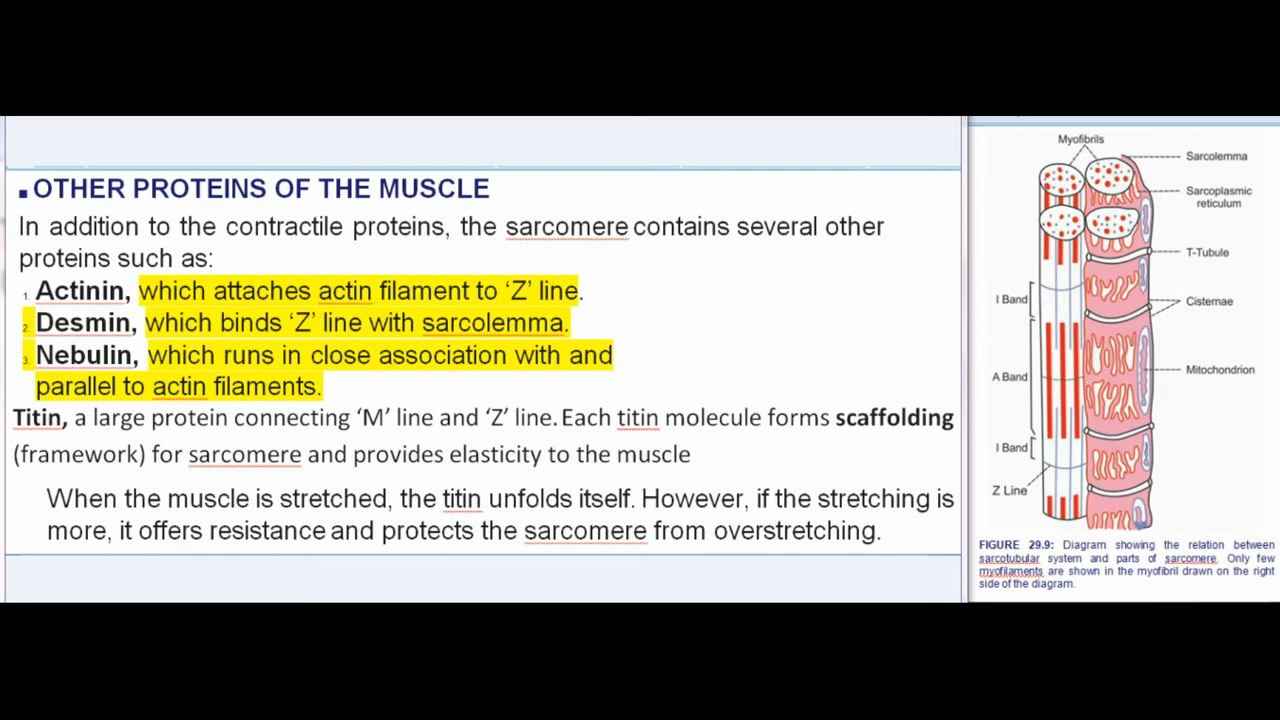 ▪OTHER PROTEINS OF THE MUSCLE
In addition to the contractile proteins, the sarcomere contains several other
proteins such as:
1. Actinin, which attaches actin filament to ‘Z’ line.
2. Desmin, which binds ‘Z’ line with sarcolemma.
3. Nebulin, which runs in close association with and
parallel to actin filaments.
Titin, a large protein connecting ‘M’ line and ‘Z’ line. Each titin molecule forms scaffolding
(framework) for sarcomere and provides elasticity to the muscle
When the muscle is stretched, the titin unfolds itself. However, if the stretching is
more, it offers resistance and protects the sarcomere from overstretching.
Myofibrils
Sarcolemma
Sarcoplasmic
reticulum
T-Tubule
I Band
Cisternae
A Band
Mitochondrion
I Band
Z Line
FIGURE 29.9: Diagram showing the relation between
sarcotubular system and parts of sarcomere. Only few
myofilaments are shown in the myofibril drawn on the right
side of the diagram.